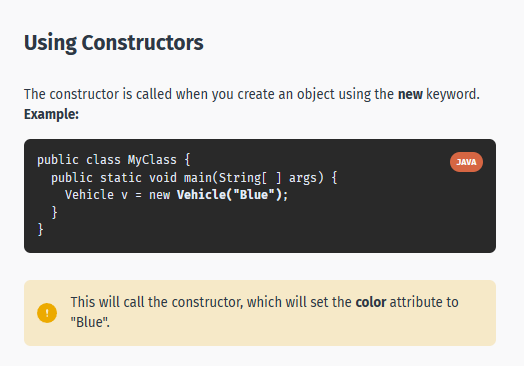 Using Constructors
The constructor is called when you create an object using the new keyword.
Example:
public class MyClass {
JAVA
  public static void main(String[ ] args) {
    Vehicle v = new Vehicle("Blue");
  }
}
! This will call the constructor, which will set the color attribute to
"Blue".